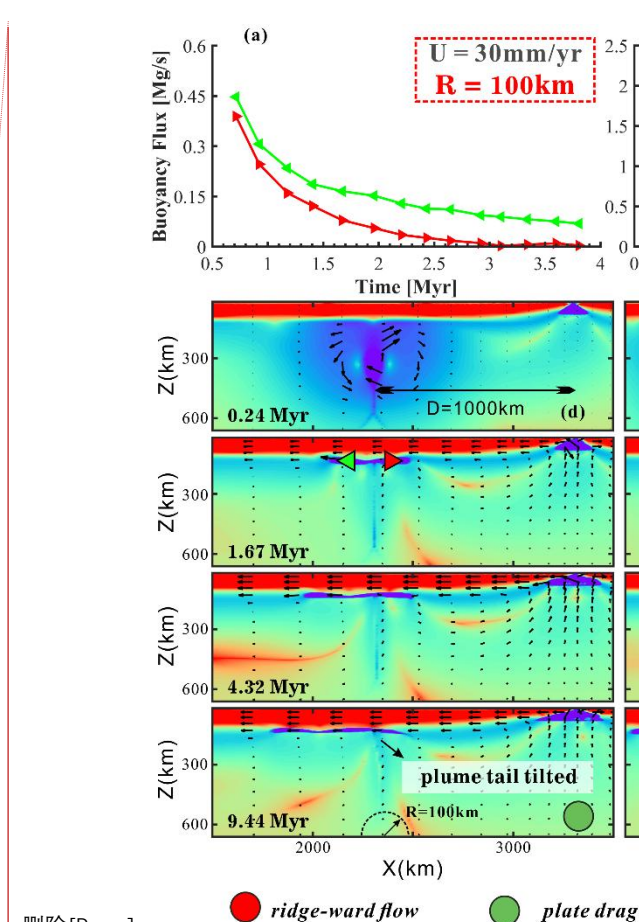 (a)
U = 30mm/yr
R = 100km
Buoyancy Flux [Mg/s]
0.6
0.45
0.3
0.15
0
0.5
1
1.5
2
2.5
3
3.5
4
Time [Myr]
2.5
2
1.5
1
0.5
0
0
Z(km)
300
600
0.24 Myr
D=1000km
(d)
Z(km)
300
600
1.67 Myr
Z(km)
300
600
4.32 Myr
Z(km)
300
600
9.44 Myr
plume tail tilted
R=100km
2000
3000
X(km)
ridge-ward flow
plate drag